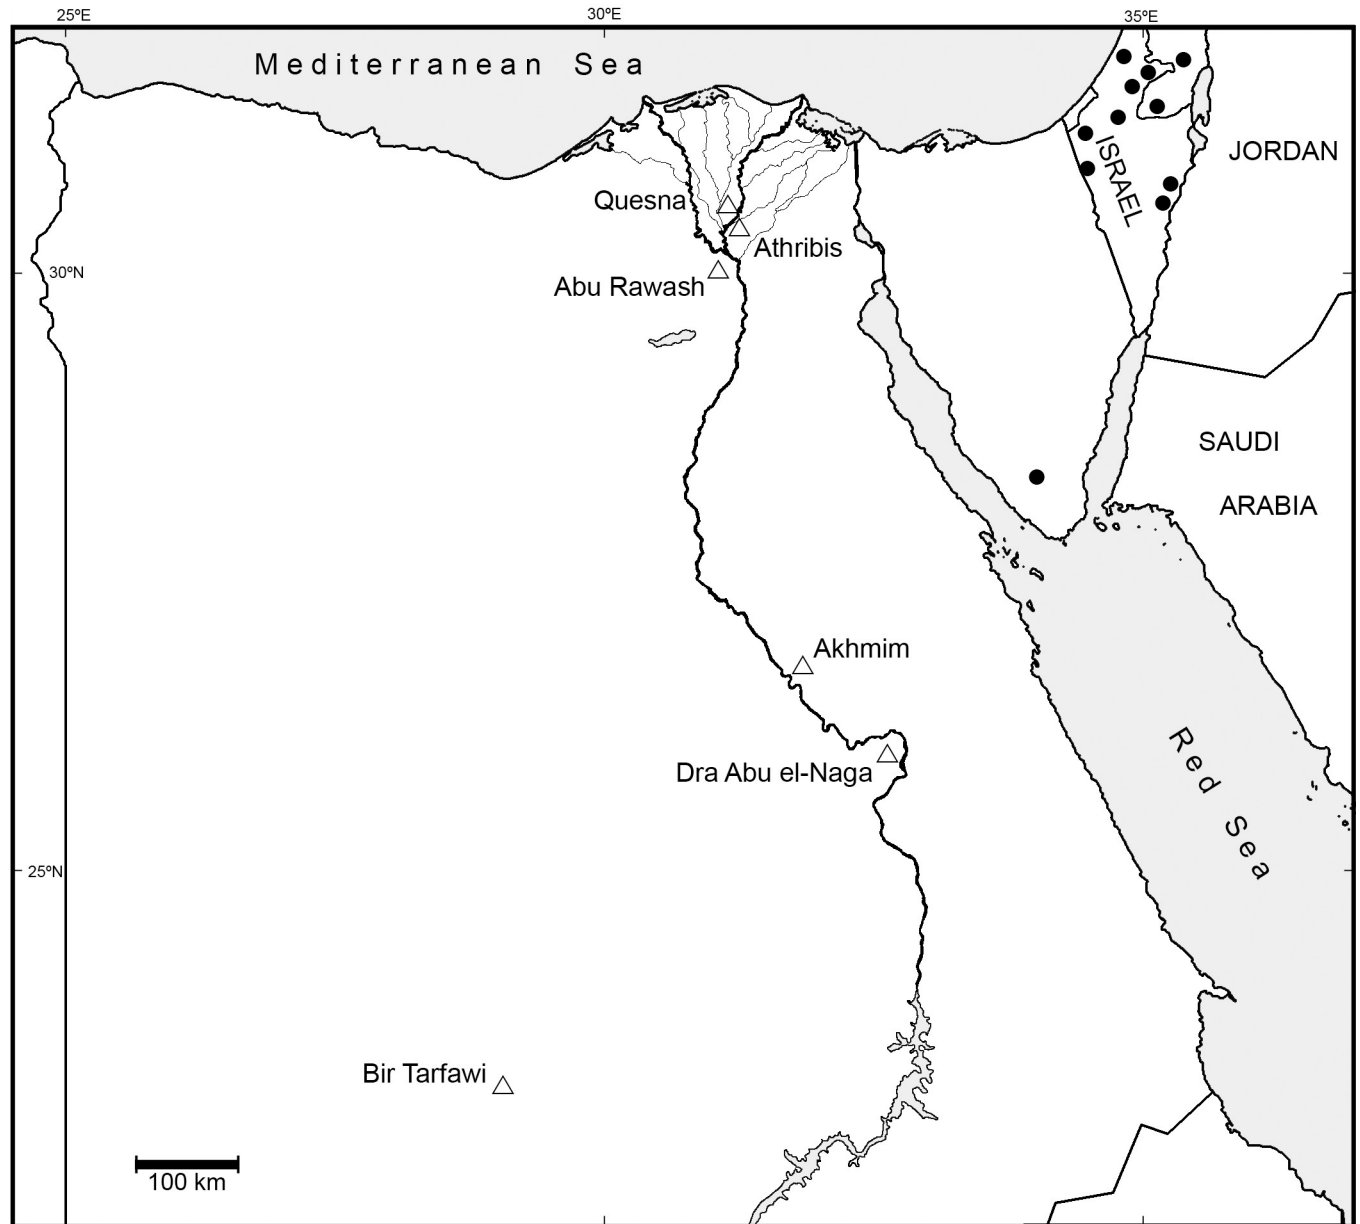 25ºE
30ºE
35ºE
Mediterranean Sea
JORDAN
ISRAEL
Quesna
Athribis
30ºN
Abu Rawash
SAUDI
ARABIA
Akhmim
Dra Abu el-Naga
Red Sea
25ºN
Bir Tarfawi
100 km